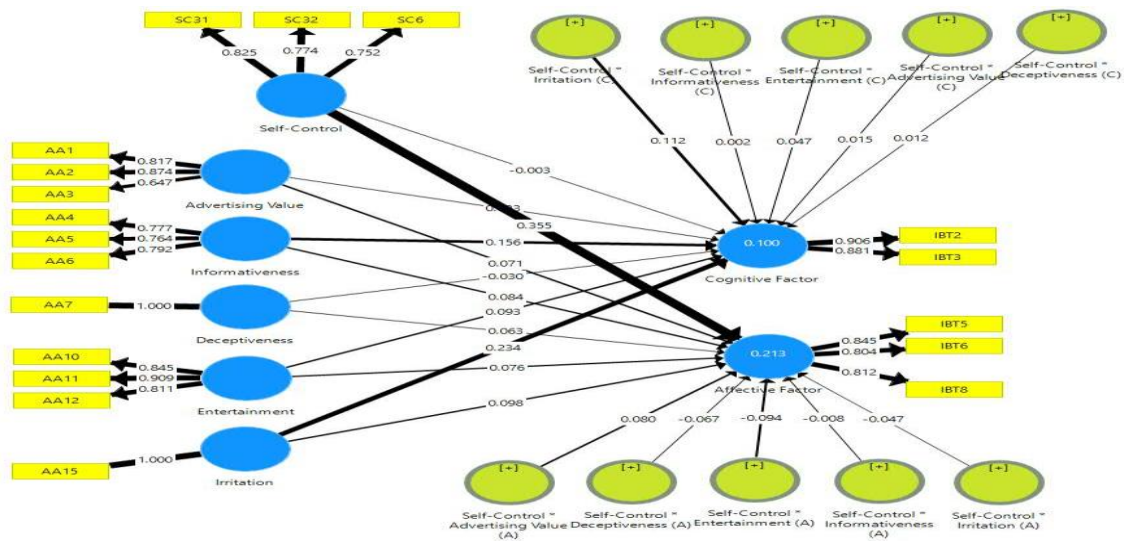 SC31 SC32 SC6
0.825 0.774 0.752
Self-Control
[+] [+] [+] [+] [+]
Self-Control *
Irritation (C)
Self-Control *
Informativeness
(C)
Self-Control *
Entertainment (C)
Self-Control *
Advertising Value
(C)
Self-Control *
Deceptiveness (C)
0.112 0.002 0.047 0.015 0.012
AA1
AA2
AA3
0.817
0.874
0.647
Advertising Value
AA4
AA5
AA6
0.777
0.764
0.792
Informativeness
AA7
1.000
Deceptiveness
AA10
AA11
AA12
0.845
0.909
0.811
Entertainment
AA15
1.000
Irritation
-0.003
0.355
0.156
0.071
-0.030
0.084
0.093
0.063
0.234
0.076
0.098
0.100
Cognitive Factor
0.906
0.881
IBT2
IBT3
0.213
Affective Factor
0.845
0.804
0.812
IBT5
IBT6
IBT8
0.080 -0.067 -0.094 -0.008 -0.047
[+] [+] [+] [+] [+]
Self-Control *
Advertising Value
(A)
Self-Control *
Deceptiveness (A)
Self-Control *
Entertainment (A)
Self-Control *
Informativeness
(A)
Self-Control *
Irritation (A)